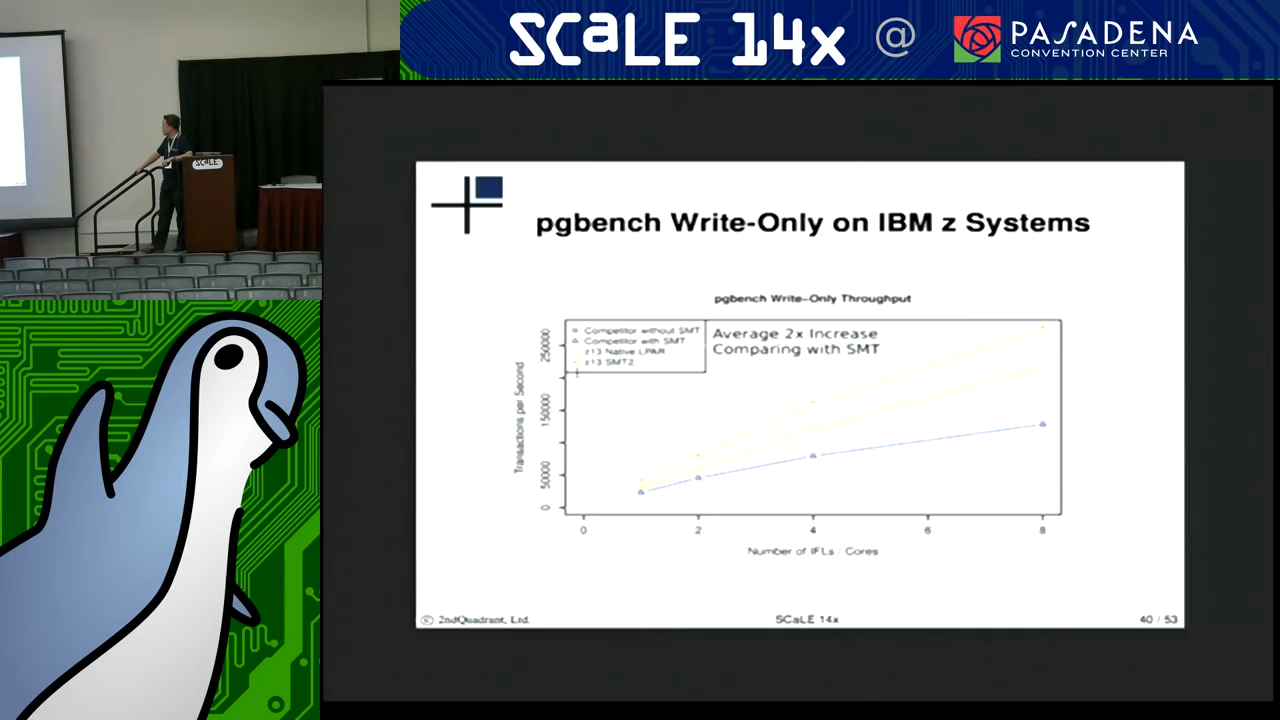 SCaLE 14x @ PASADENA
CONVENTION CENTER
SCaLE
pgbench Write-Only on IBM z Systems
pgbench Write–Only Throughput
Competitor without SMT
Competitor with SMT
z13 Native LPAR
z13 SMT2
Average 2x Increase
Comparing with SMT
Transactions per Second
0 50000 150000 250000
0 2 4 6 8
Number of IFLs / Cores
© 2ndQuadrant, Ltd. SCaLE 14x 40 / 53